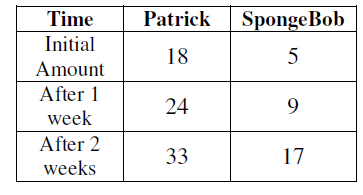 Time Patrick SpongeBob
Initial
Amount 18 5
After 1
week 24 9
After 2
weeks 33 17